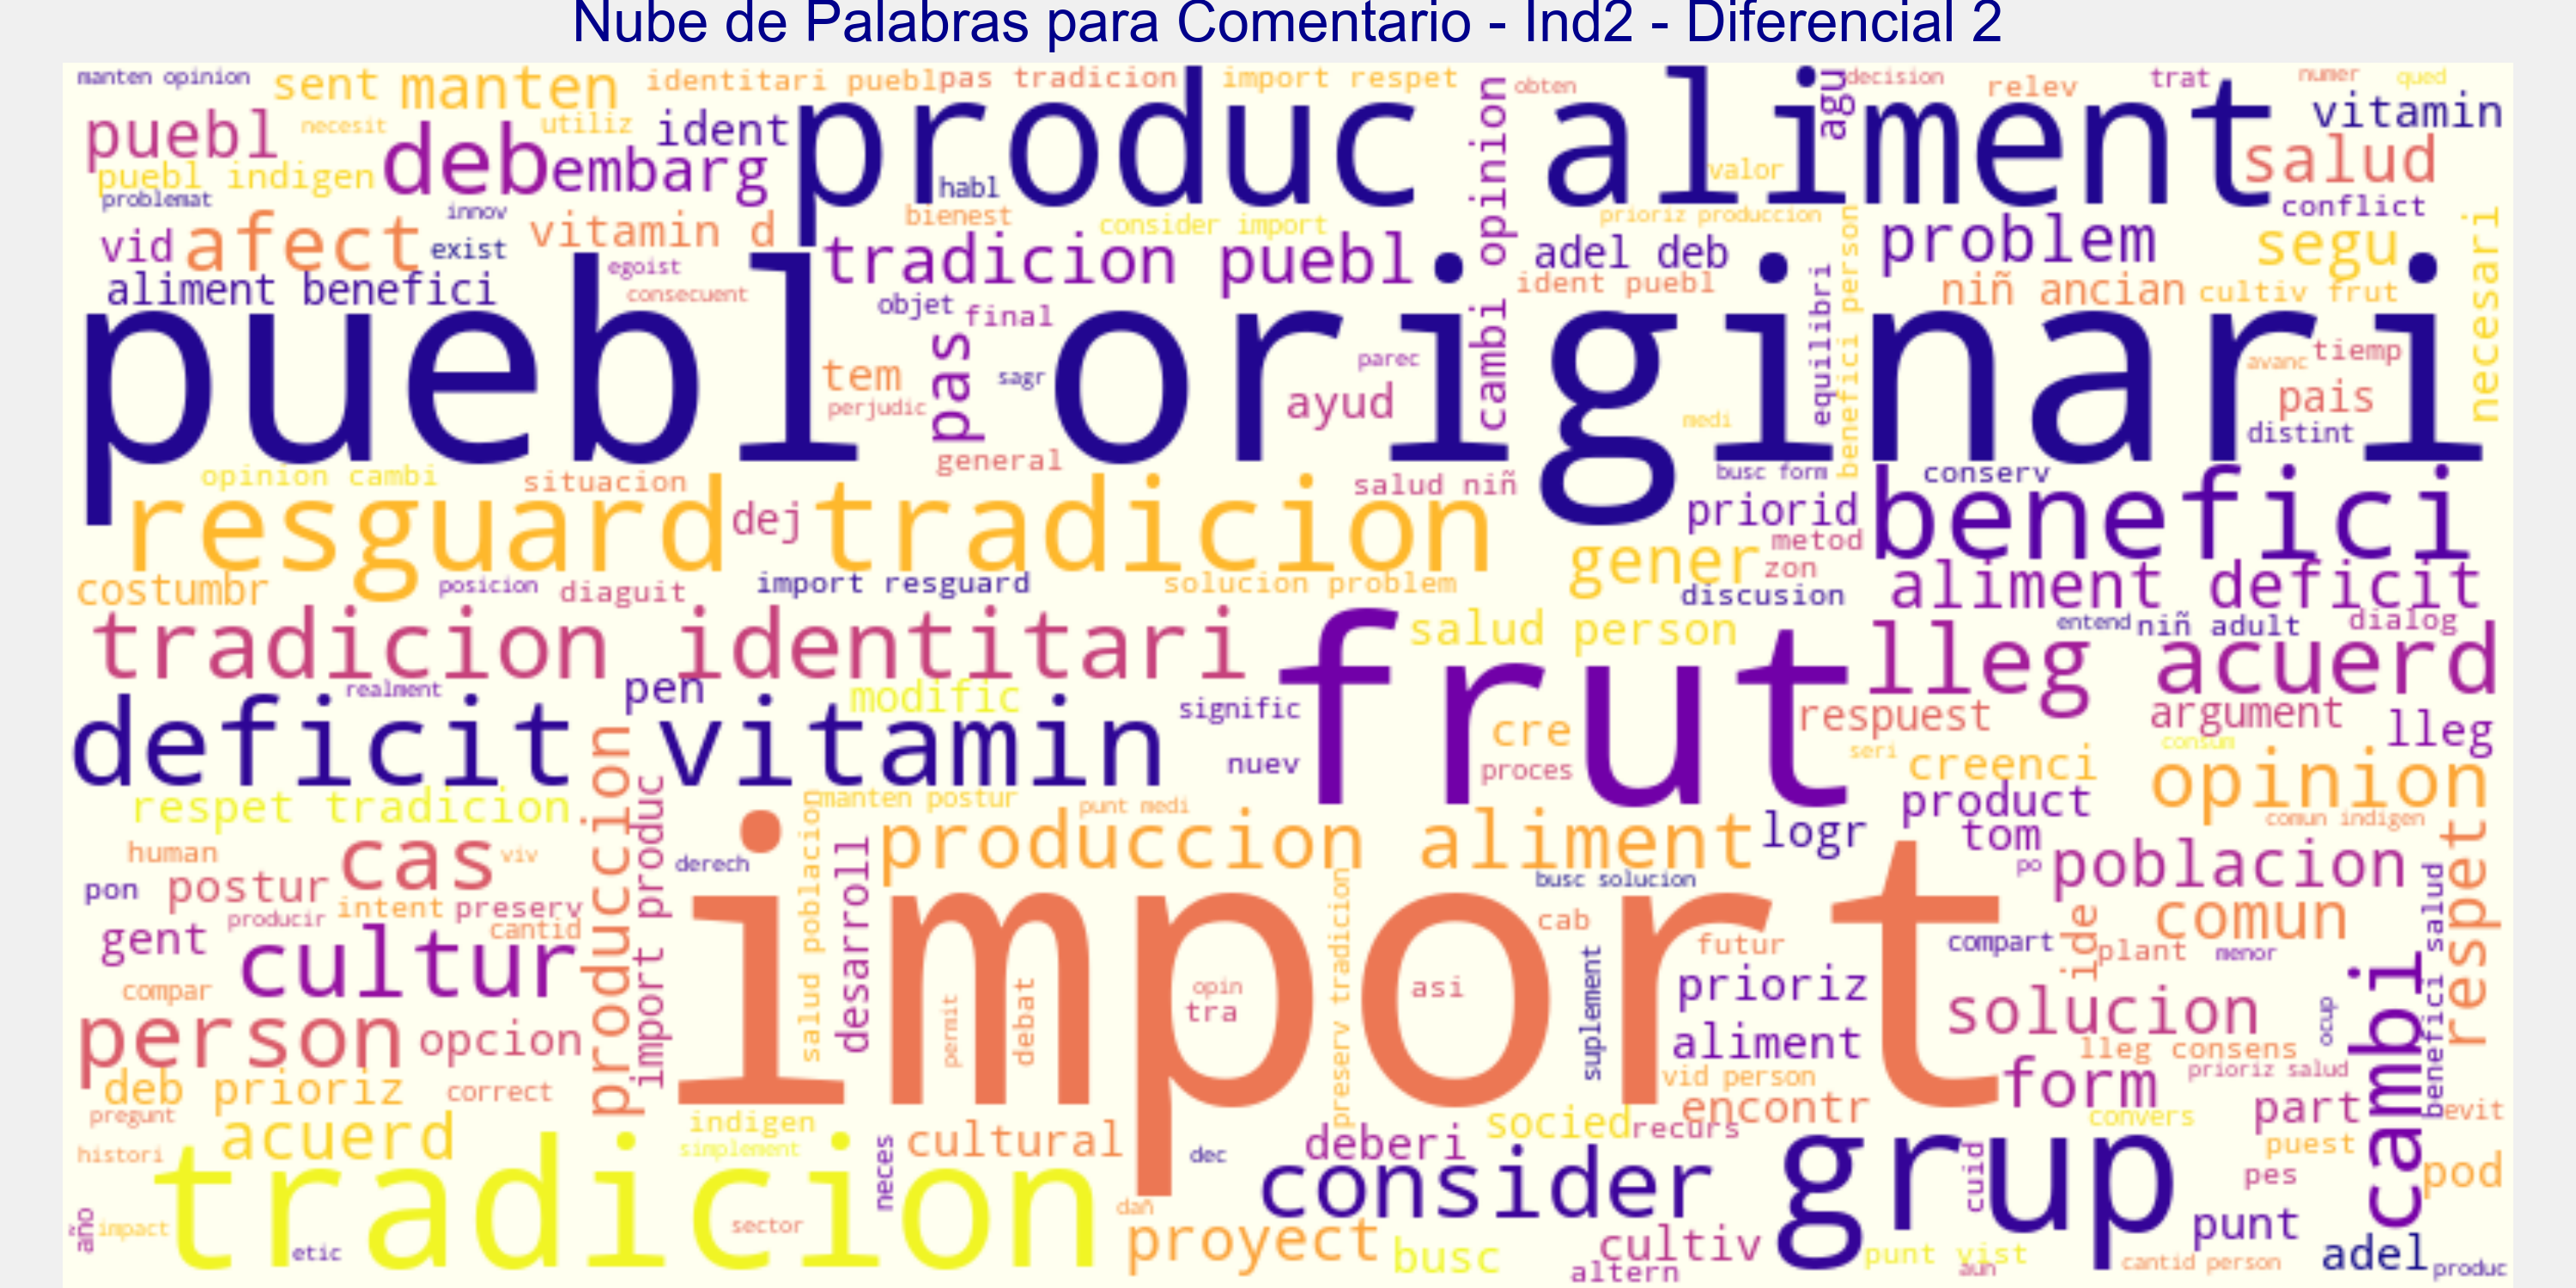 Nube de Palabras para Comentario - Ind2 - Diferencial 2
manten opinion
sent
manten
identitari puebl
pas tradicion
import respet
obten
decision
relev
trat
numer
qued
puebl
necesit
utiliz
ident
produc aliment
opinion
agu
vitamin
puebl indigen
deb
embarg
habl
valor
salud
problemat
innov
bienest
consider import
prioriz produccion
conflict
vid
afect
exist
vitamin d
tradicion puebl
adel deb
problem
segu
necesari
aliment benefici
egoist
consecuent
objet
final
ident puebl
equilibri
benefici person
niñ ancian
cultiv frut
puebl originari
tem
perjudic
pas
sagr
parec
ayud
cambi
medi
avanc
tiemp
pais
distint
general
opinion cambi
situacion
salud niñ
busc form
conserv
resguard
dej
tradicion
priorid
benefici
metod
gener
zon
costumbr
posicion
diaguit
import resguard
solucion problem
discusion
aliment deficit
tradicion identitari
frut
salud person
entend
niñ adult
dialog
lleg acuerd
realment
pen
modific
signific
deficit vitamin
cre
respuest
argument
lleg
nuev
proces
seri
consum
creenci
opinion
respet tradicion
produccion
import produc
manten postur
punt medi
product
comun indigen
human
cas
viv
derech
salud poblacion
desarroll
produccion aliment
logr
tom
po
poblacion
respet
pon
postur
intent
preserv
busc solucion
producir
cantid
import
preserv tradicion
cab
ide
comun
gent
cultur
futur
compart
plant
menor
benefici salud
compar
permit
debat
opin
tra
asi
suplement
prioriz
cambi
person
opcion
solucion
ocup
aliment
lleg consens
deb prioriz
correct
vid person
form
prioriz salud
pregunt
indigen
encontr
convers
part
evit
acuerd
simplement
cultural
socied
recurs
puest
histori
tradicion
neces
dec
deberi
consider
grup
cuid
pes
pod
año
impact
etic
sector
dañ
proyect
busc
cultiv
altern
punt vist
aun
punt
cantid person
adel
produc